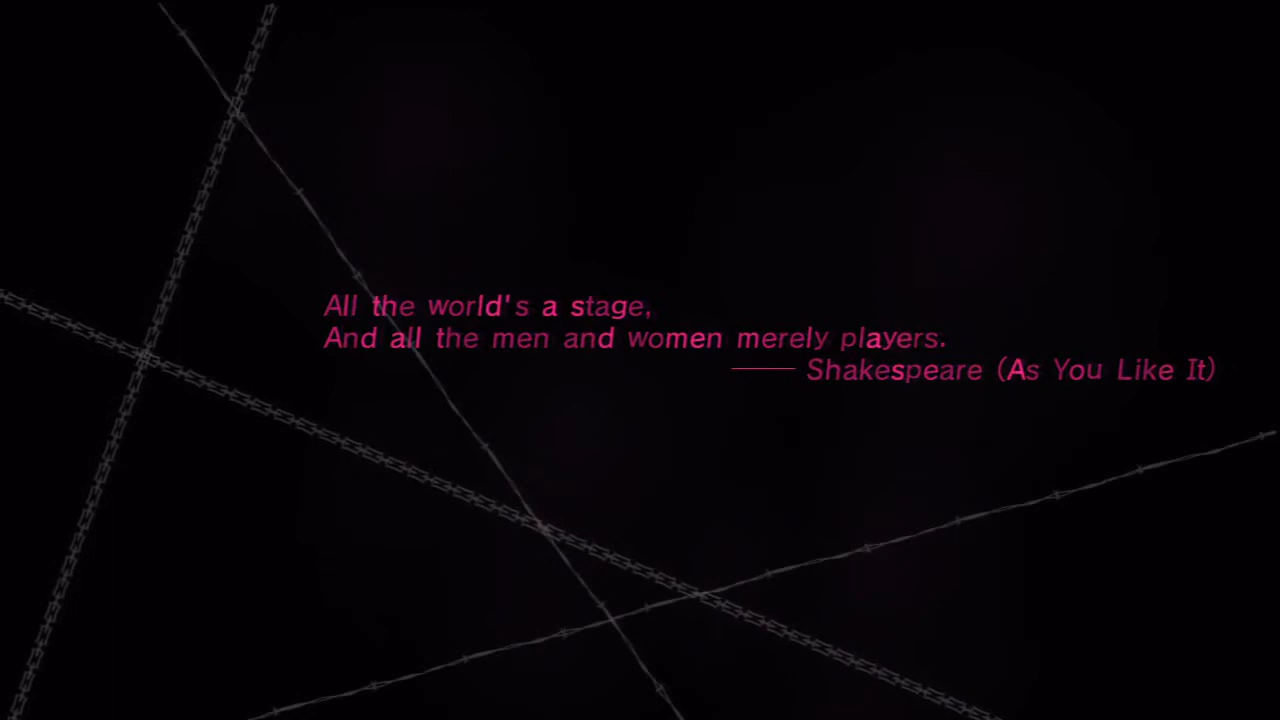 All the world's a stage,
And all the men and women merely players.
—— Shakespeare (As You Like It)